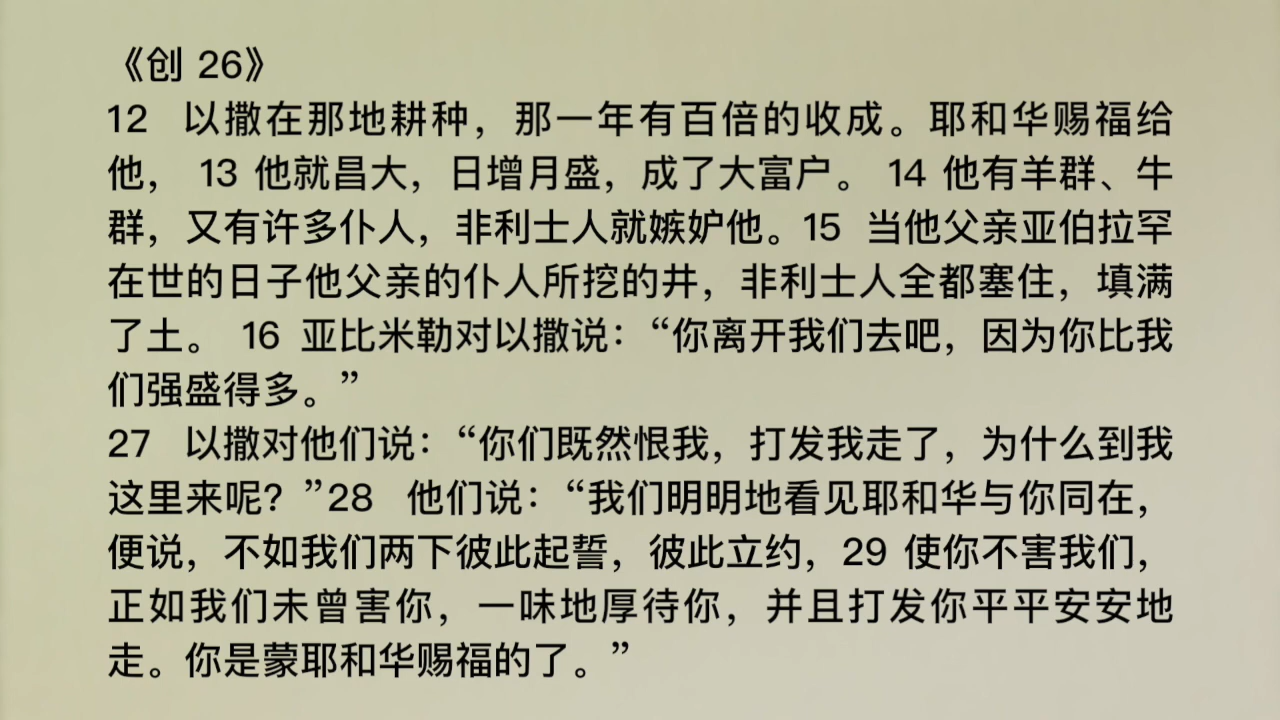 《创 26》
12 以撒在那地耕种，那一年有百倍的收成。耶和华赐福给
他， 13 他就昌大，日增月盛，成了大富户。 14 他有羊群、牛
群，又有许多仆人，非利士人就嫉妒他。15 当他父亲亚伯拉罕
在世的日子他父亲的仆人所挖的井，非利士人全都塞住，填满
了土。 16 亚比米勒对以撒说：“你离开我们去吧，因为你比我
们强盛得多。”
27 以撒对他们说：“你们既然恨我，打发我走了，为什么到我
这里来呢？”28 他们说：“我们明明地看见耶和华与你同在，
便说，不如我们两下彼此起誓，彼此立约，29 使你不害我们，
正如我们未曾害你，一味地厚待你，并且打发你平平安安地
走。你是蒙耶和华赐福的了。”